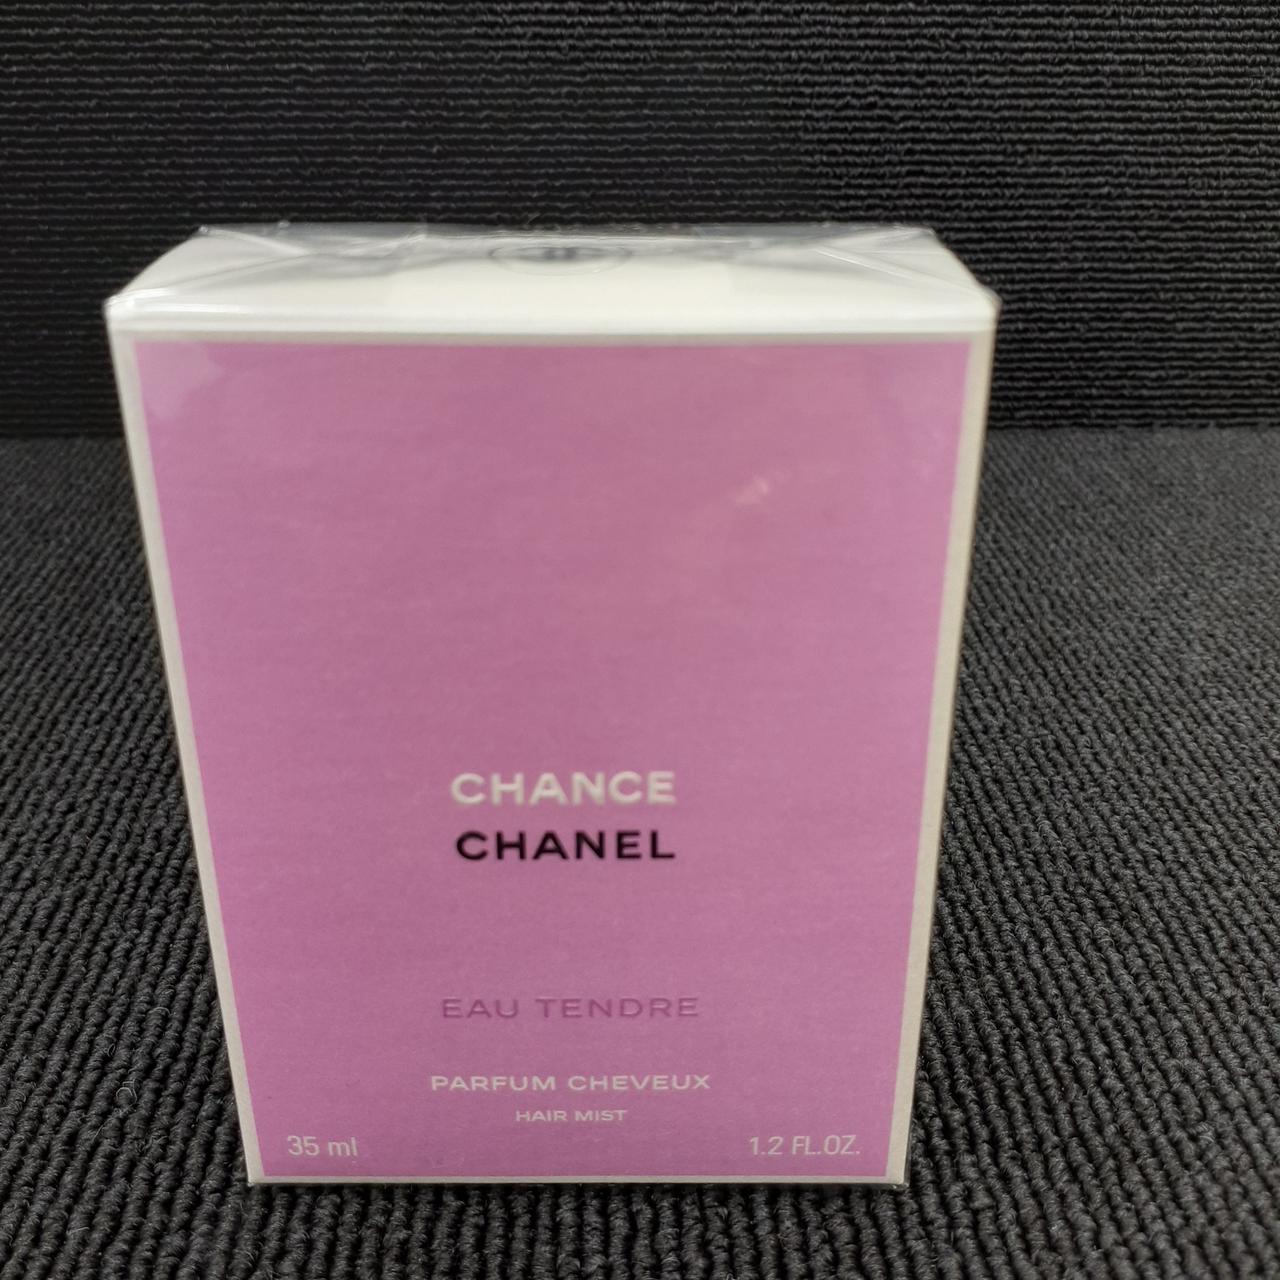 CHANCE
CHANEL
EAU TENDRE
PARFUM CHEVEUX
HAIR MIST
35 ml
1.2 FL.OZ.